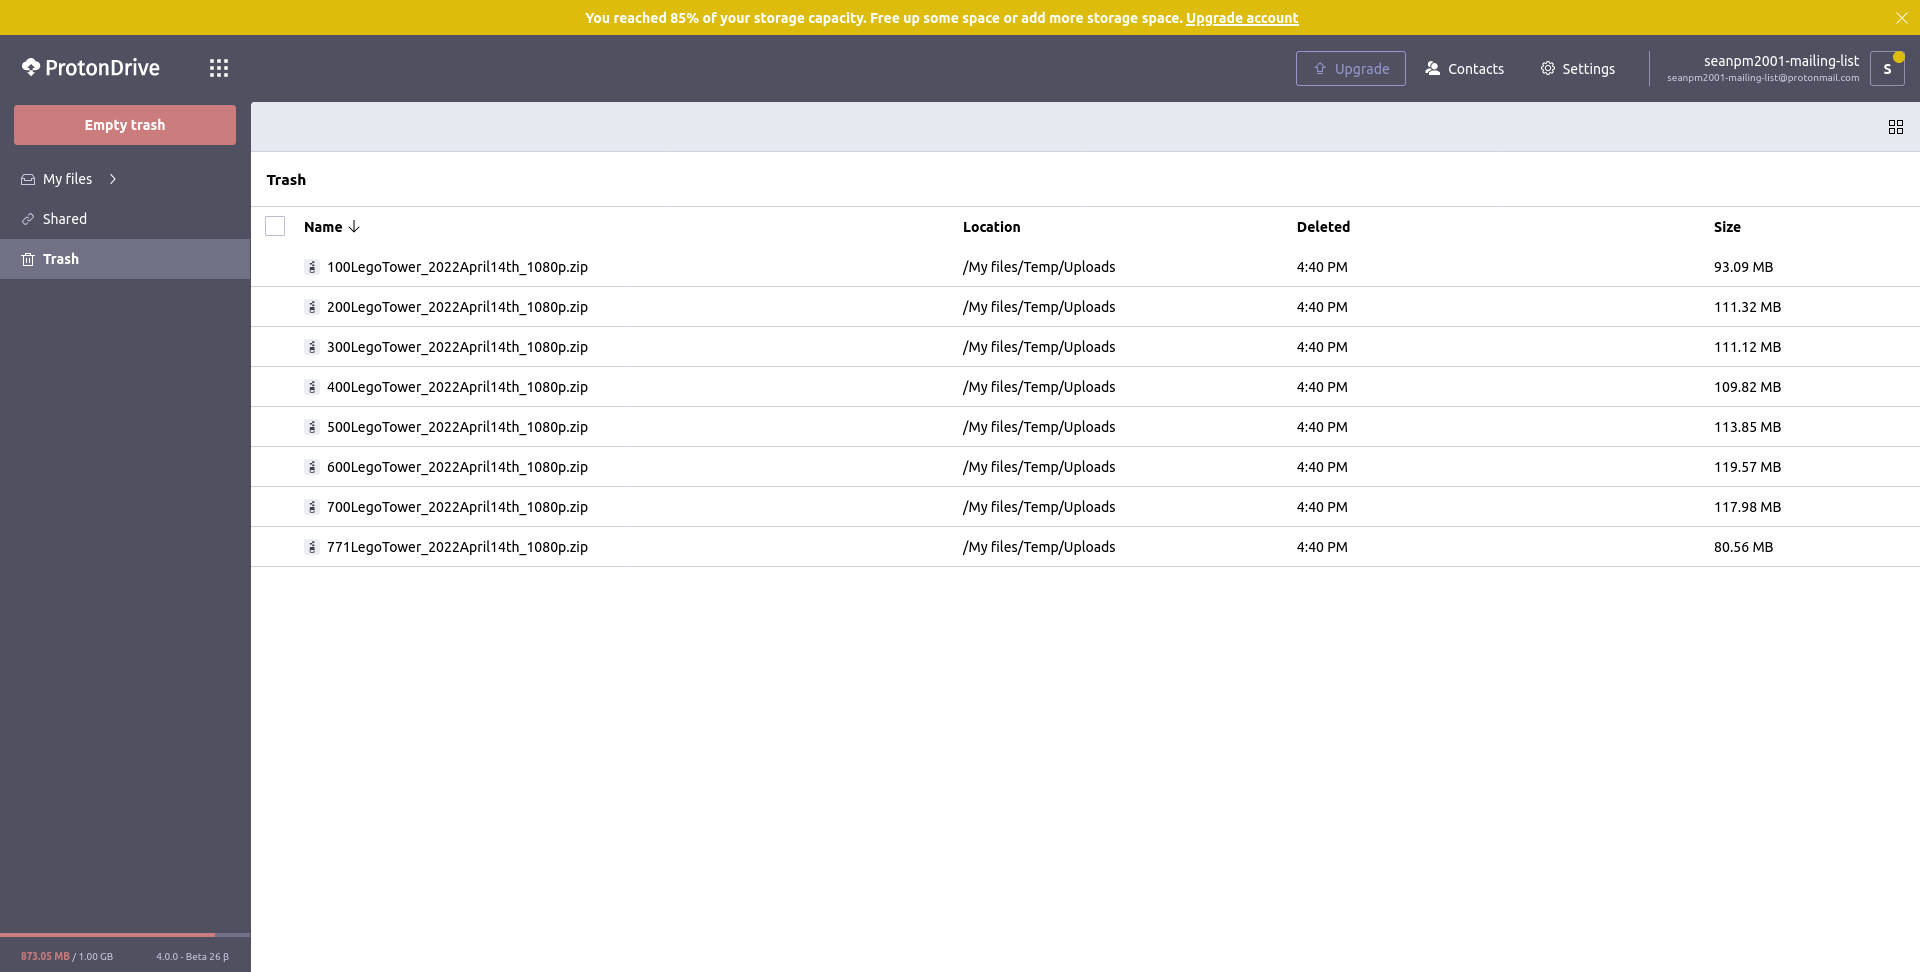 You reached 85% of your storage capacity. Free up some space or add more storage space. Upgrade account
ProtonDrive
Upgrade
Contacts
Settings
seanpm2001-mailing-list
seanpm2001-mailing-list@protonmail.com
S
Empty trash
My files
Shared
Trash
Trash
Name Location Deleted Size
100LegoTower_2022April14th_1080p.zip /My files/Temp/Uploads 4:40 PM 93.09 MB
200LegoTower_2022April14th_1080p.zip /My files/Temp/Uploads 4:40 PM 111.32 MB
300LegoTower_2022April14th_1080p.zip /My files/Temp/Uploads 4:40 PM 111.12 MB
400LegoTower_2022April14th_1080p.zip /My files/Temp/Uploads 4:40 PM 109.82 MB
500LegoTower_2022April14th_1080p.zip /My files/Temp/Uploads 4:40 PM 113.85 MB
600LegoTower_2022April14th_1080p.zip /My files/Temp/Uploads 4:40 PM 119.57 MB
700LegoTower_2022April14th_1080p.zip /My files/Temp/Uploads 4:40 PM 117.98 MB
771LegoTower_2022April14th_1080p.zip /My files/Temp/Uploads 4:40 PM 80.56 MB
873.05 MB / 1.00 GB 4.0.0 - Beta 26 β